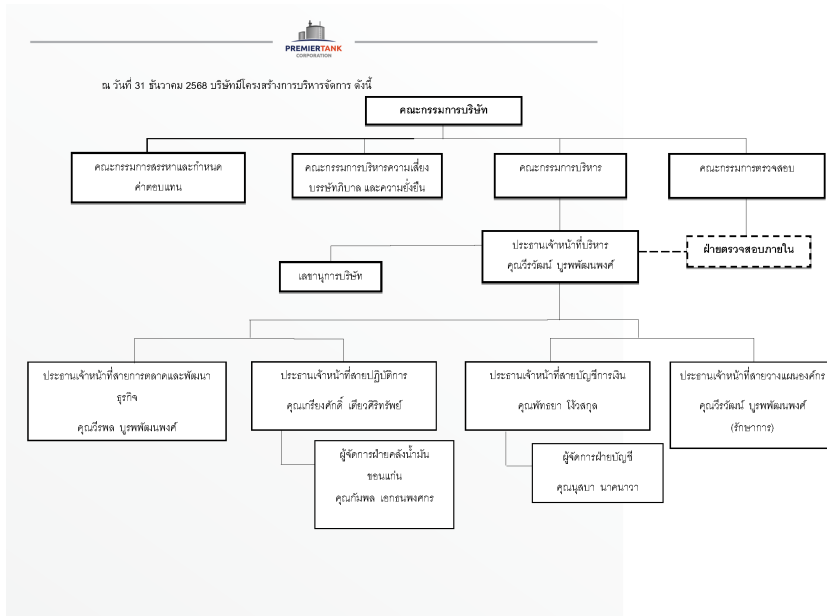 PREMIERTANK
CORPORATION
ณ วันที่ 31 ธันวาคม 2568 บริษัทมีโครงสร้างการบริหารจัดการ ดังนี้
คณะกรรมการบริษัท
คณะกรรมการสรรหาและกำหนด
ค่าตอบแทน
คณะกรรมการบริหารความเสี่ยง
บรรษัทภิบาล และความยั่งยืน
คณะกรรมการบริหาร
คณะกรรมการตรวจสอบ
ประธานเจ้าหน้าที่บริหาร
คุณวีรวัฒน์ บูรพพัฒนพงศ์
ฝ่ายตรวจสอบภายใน
เลขานุการบริษัท
ประธานเจ้าหน้าที่สายการตลาดและพัฒนา
ธุรกิจ
คุณวีรพล บูรพพัฒนพงศ์
ประธานเจ้าหน้าที่สายปฏิบัติการ
คุณเกรียงศักดิ์ เตียวศิริทรัพย์
ประธานเจ้าหน้าที่สายบัญชีการเงิน
คุณพัทธยา โง้วสกุล
ประธานเจ้าหน้าที่สายวางแผนองค์กร
คุณวีรวัฒน์ บูรพพัฒนพงศ์
(รักษาการ)
ผู้จัดการฝ่ายคลังน้ำมัน
ขอนแก่น
คุณกัมพล เอกธนพงศกร
ผู้จัดการฝ่ายบัญชี
คุณนุสบา นาคนาวา